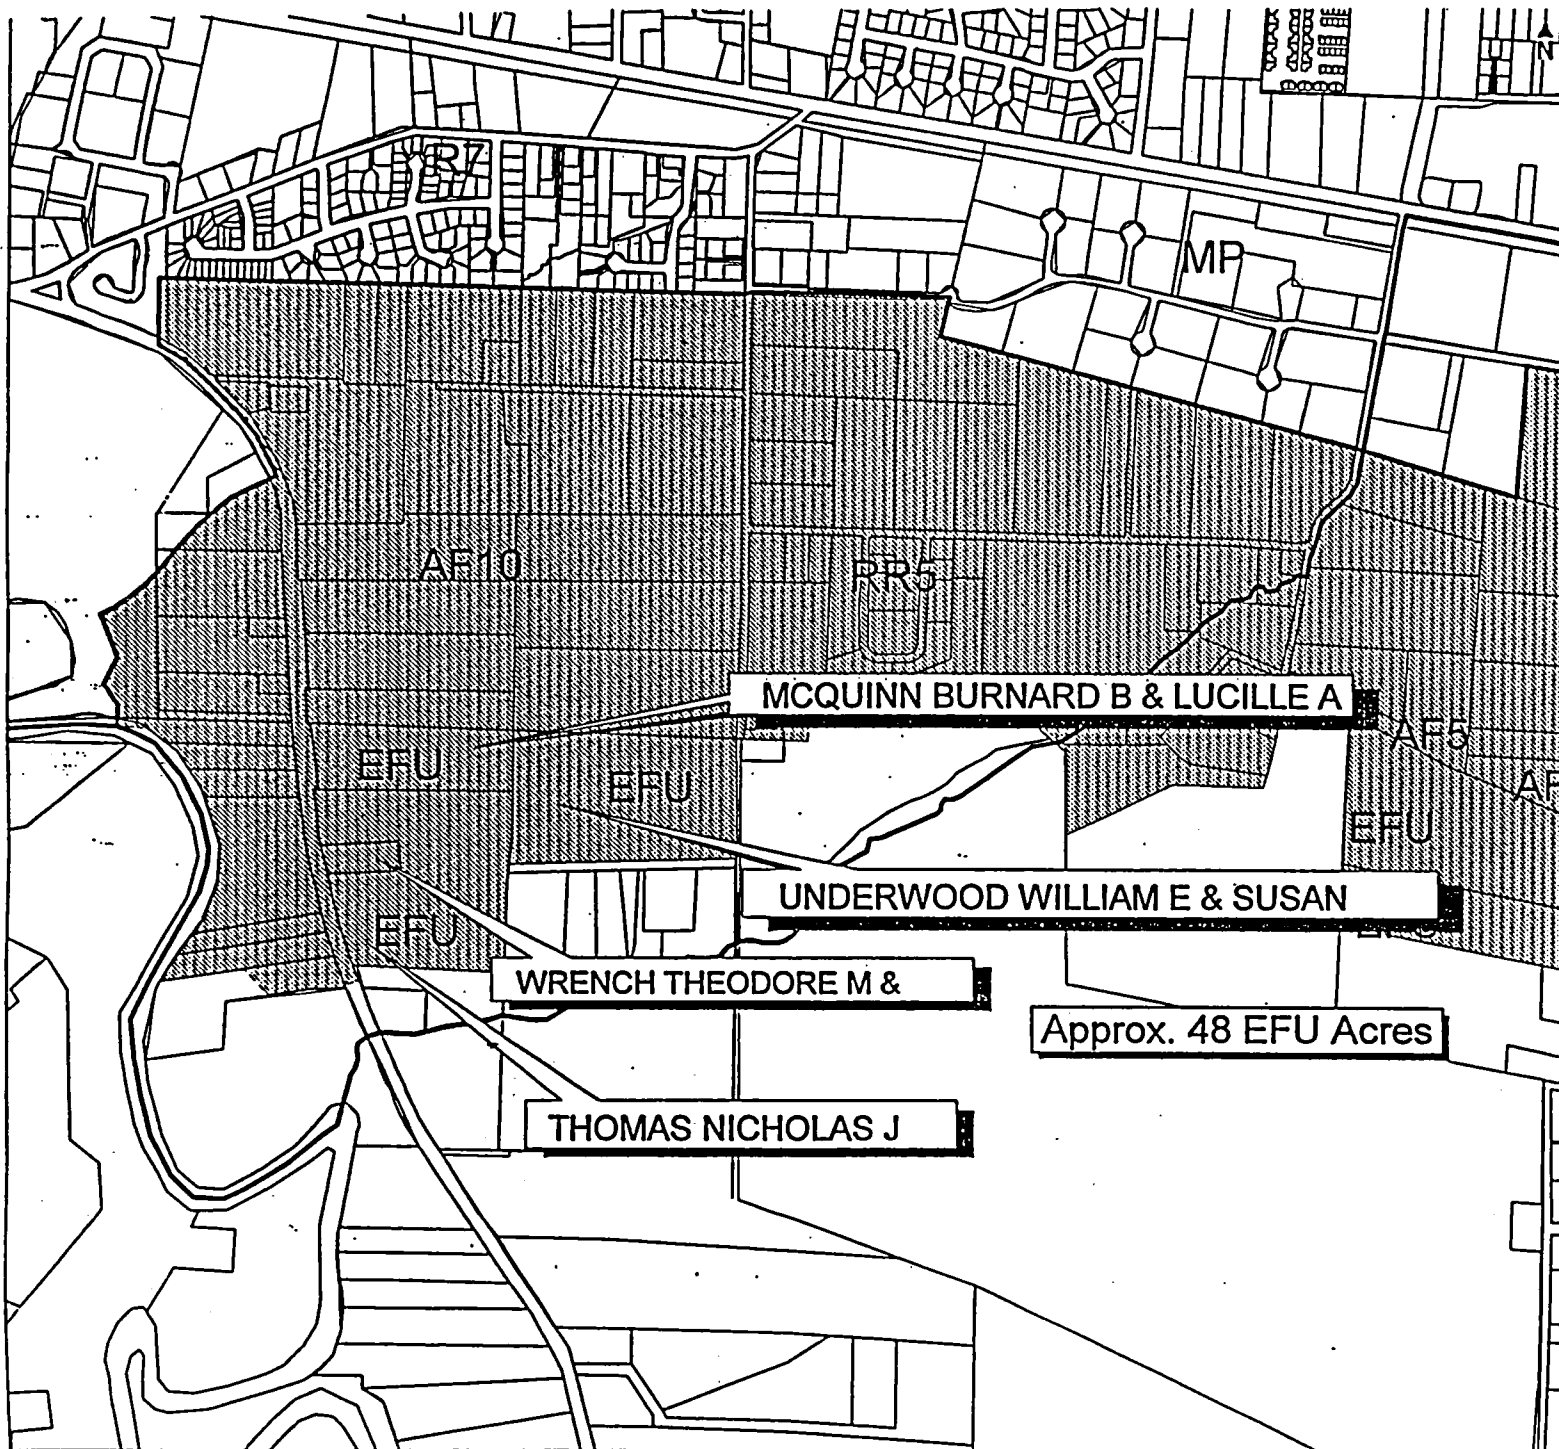 N
R7
MP
AF10
RR5
MCQUINN BURNARD B & LUCILLE A
AF5
EFU
EFU
AF
EFU
UNDERWOOD WILLIAM E & SUSAN
EFU
WRENCH THEODORE M &
Approx. 48 EFU Acres
THOMAS NICHOLAS J